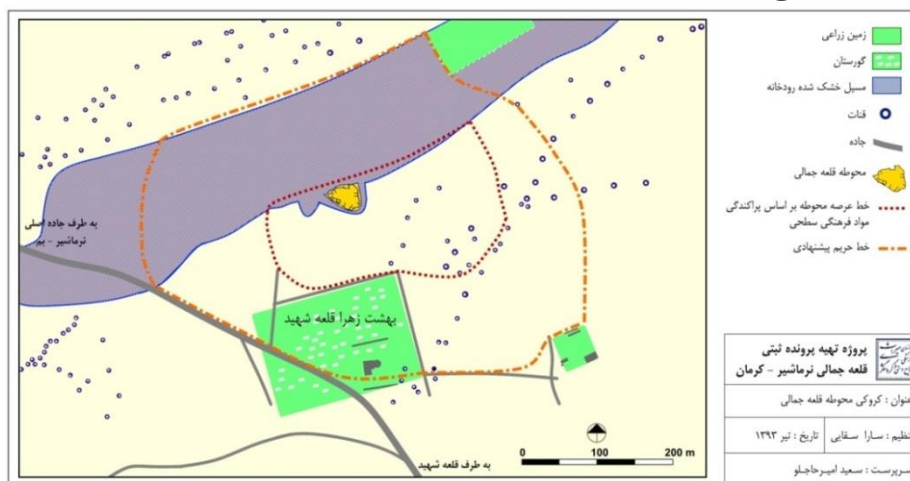 زمین زراعی
گورستان
مسیل خشک شده رودخانه
قنات
جاده
محوطه قلعه جمالی
خط عرصه محوطه بر اساس پراکندگی
مواد فرهنگی سطحی
خط حریم پیشنهادی
به طرف جاده اصلی
نرماشیر - بم
بهشت زهرا قلعه شهید
به طرف قلعه شهید
0 100 200 m
پروژه تهیه پرونده ثبتی
قلعه جمالی نرماشیر - کرمان
عنوان : کروکی محوطه قلعه جمالی
تنظیم : سارا سقایی
تاریخ : تیر ۱۳۹۳
سرپرست : سعید امیرحاجلو